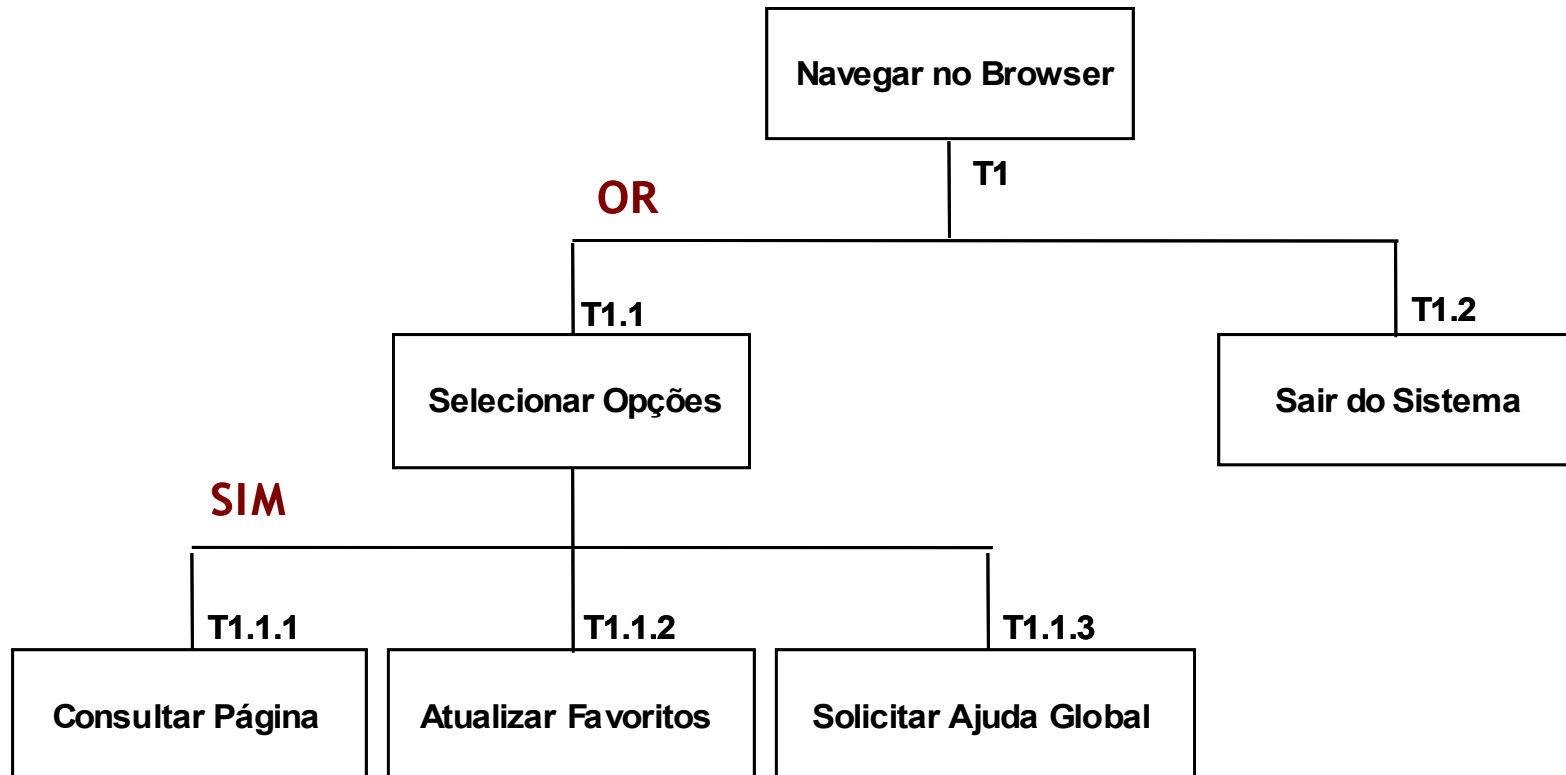 Navegar no Browser
T1
OR
T1.1
T1.2
Selecionar Opções
Sair do Sistema
SIM
T1.1.1
T1.1.2
T1.1.3
Consultar Página
Atualizar Favoritos
Solicitar Ajuda Global